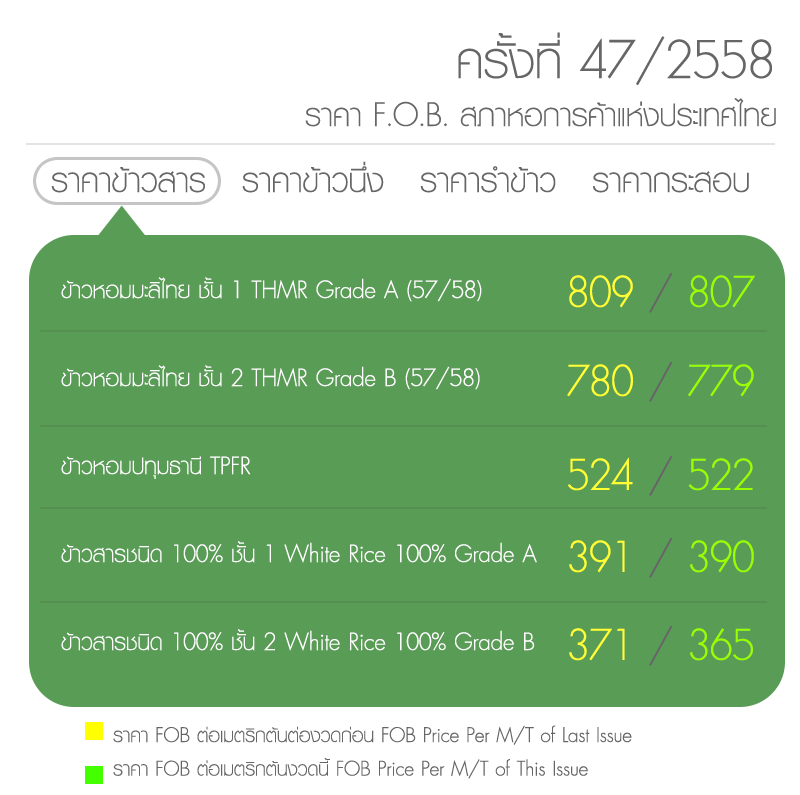 ครั้งที่ 47/2558
ราคา F.O.B. สภาหอการค้าแห่งประเทศไทย
ราคาข้าวสาร ราคาข้าวนึ่ง ราคารำข้าว ราคากระสอบ
ข้าวหอมมะลิไทย ชั้น 1 THMR Grade A (57/58) 809 / 807
ข้าวหอมมะลิไทย ชั้น 2 THMR Grade B (57/58) 780 / 779
ข้าวหอมปทุมธานี TPFR 524 / 522
ข้าวสารชนิด 100% ชั้น 1 White Rice 100% Grade A 391 / 390
ข้าวสารชนิด 100% ชั้น 2 White Rice 100% Grade B 371 / 365
ราคา FOB ต่อเมตริกตันต่องวดก่อน FOB Price Per M/T of Last Issue
ราคา FOB ต่อเมตริกตันงวดนี้ FOB Price Per M/T of This Issue